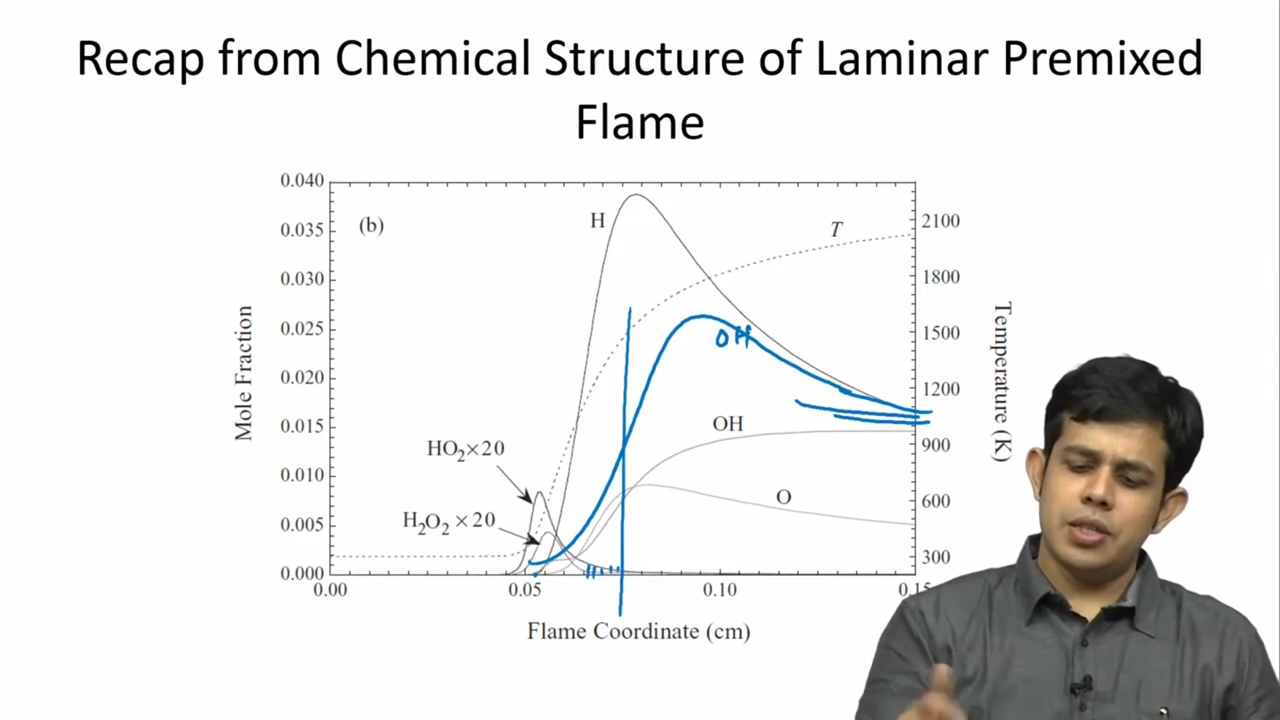 Recap from Chemical Structure of Laminar Premixed
Flame
0.040
0.035
0.030
0.025
0.020
0.015
0.010
0.005
0.000
Mole Fraction
(b)
H
T
OH
OH
O
HO₂×20
H₂O₂ ×20
2100
1800
1500
1200
900
600
300
Temperature (K)
0.00
0.05
0.10
0.15
Flame Coordinate (cm)